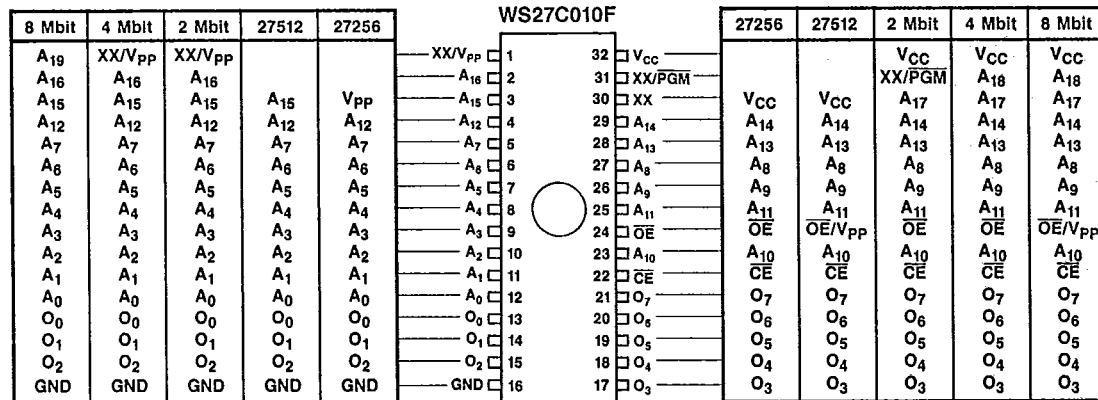 WS27C010F
8 Mbit 4 Mbit 2 Mbit 27512 27256 27256 27512 2 Mbit 4 Mbit 8 Mbit
A19 XX/VPP XX/VPP XX/VPP 1 32 VCC VCC VCC VCC
A16 A16 A16 A16 2 31 XX/PGM XX/PGM A18 A18
A15 A15 A15 A15 VPP A15 3 30 XX VCC VCC A17 A17 A17
A12 A12 A12 A12 A12 A12 4 29 A14 A14 A14 A14 A14 A14
A7 A7 A7 A7 A7 A7 5 28 A13 A13 A13 A13 A13 A13
A6 A6 A6 A6 A6 A6 6 27 A8 A8 A8 A8 A8 A8
A5 A5 A5 A5 A5 A5 7 26 A9 A9 A9 A9 A9 A9
A4 A4 A4 A4 A4 A4 8 25 A11 A11 A11 A11 A11 A11
A3 A3 A3 A3 A3 A3 9 24 OE OE OE/VPP OE OE OE/VPP
A2 A2 A2 A2 A2 A2 10 23 A10 A10 A10 A10 A10 A10
A1 A1 A1 A1 A1 A1 11 22 CE CE CE CE CE CE
A0 A0 A0 A0 A0 A0 12 21 O7 O7 O7 O7 O7 O7
O0 O0 O0 O0 O0 O0 13 20 O6 O6 O6 O6 O6 O6
O1 O1 O1 O1 O1 O1 14 19 O5 O5 O5 O5 O5 O5
O2 O2 O2 O2 O2 O2 15 18 O4 O4 O4 O4 O4 O4
GND GND GND GND GND GND 16 17 O3 O3 O3 O3 O3 O3